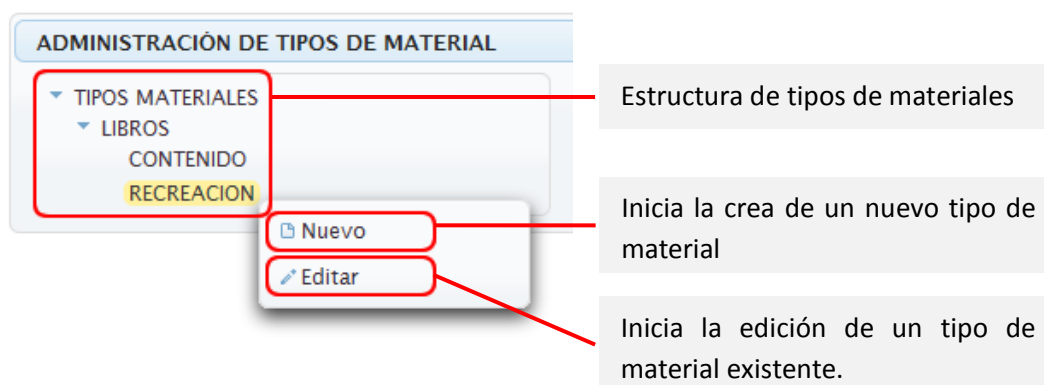 ADMINISTRACIÓN DE TIPOS DE MATERIAL
TIPOS MATERIALES
LIBROS
CONTENIDO
RECREACION
Nuevo
Editar
Estructura de tipos de materiales
Inicia la crea de un nuevo tipo de
material
Inicia la edición de un tipo de
material existente.